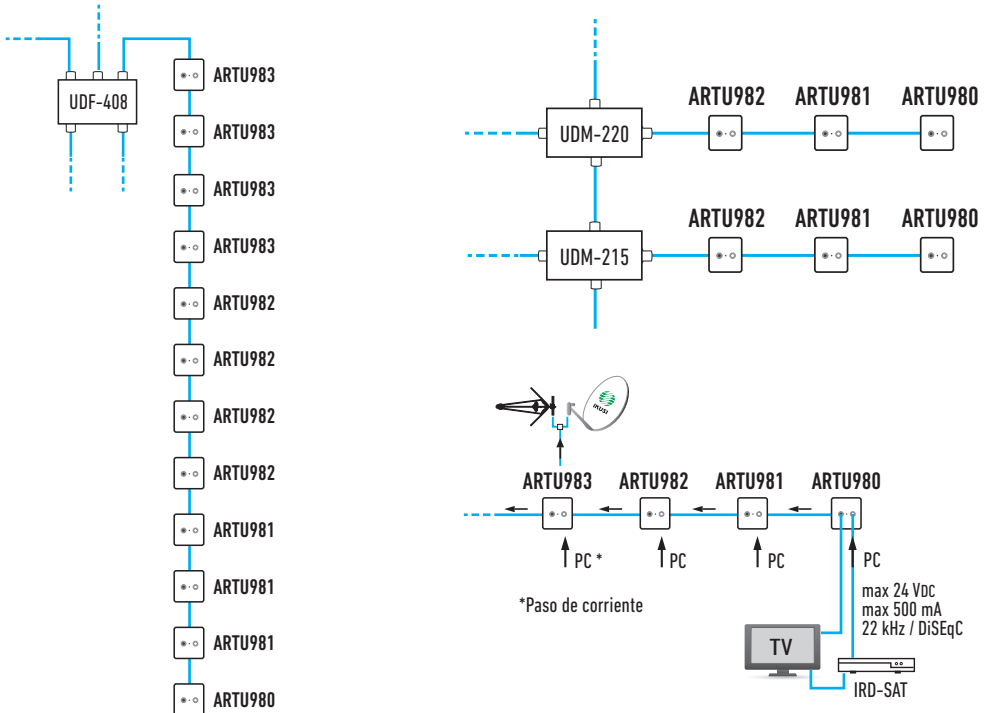 UDF-408
ARTU983
ARTU983
ARTU983
ARTU983
ARTU982
ARTU982
ARTU982
ARTU982
ARTU981
ARTU981
ARTU981
ARTU980
UDM-220
ARTU982 ARTU981 ARTU980
UDM-215
ARTU982 ARTU981 ARTU980
IKUSI
ARTU983 ARTU982 ARTU981 ARTU980
PC * PC PC PC
*Paso de corriente
max 24 VDC
max 500 mA
22 kHz / DiSEqC
TV
IRD-SAT